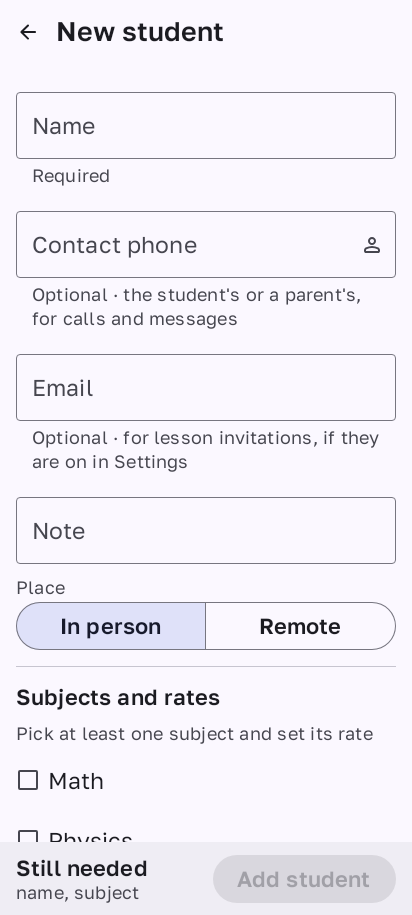 New student
Name
Required
Contact phone
Optional · the student's or a parent's,
for calls and messages
Email
Optional · for lesson invitations, if they
are on in Settings
Note
Place
In person
Remote
Subjects and rates
Pick at least one subject and set its rate
Math
Physics
Still needed
name, subject
Add student